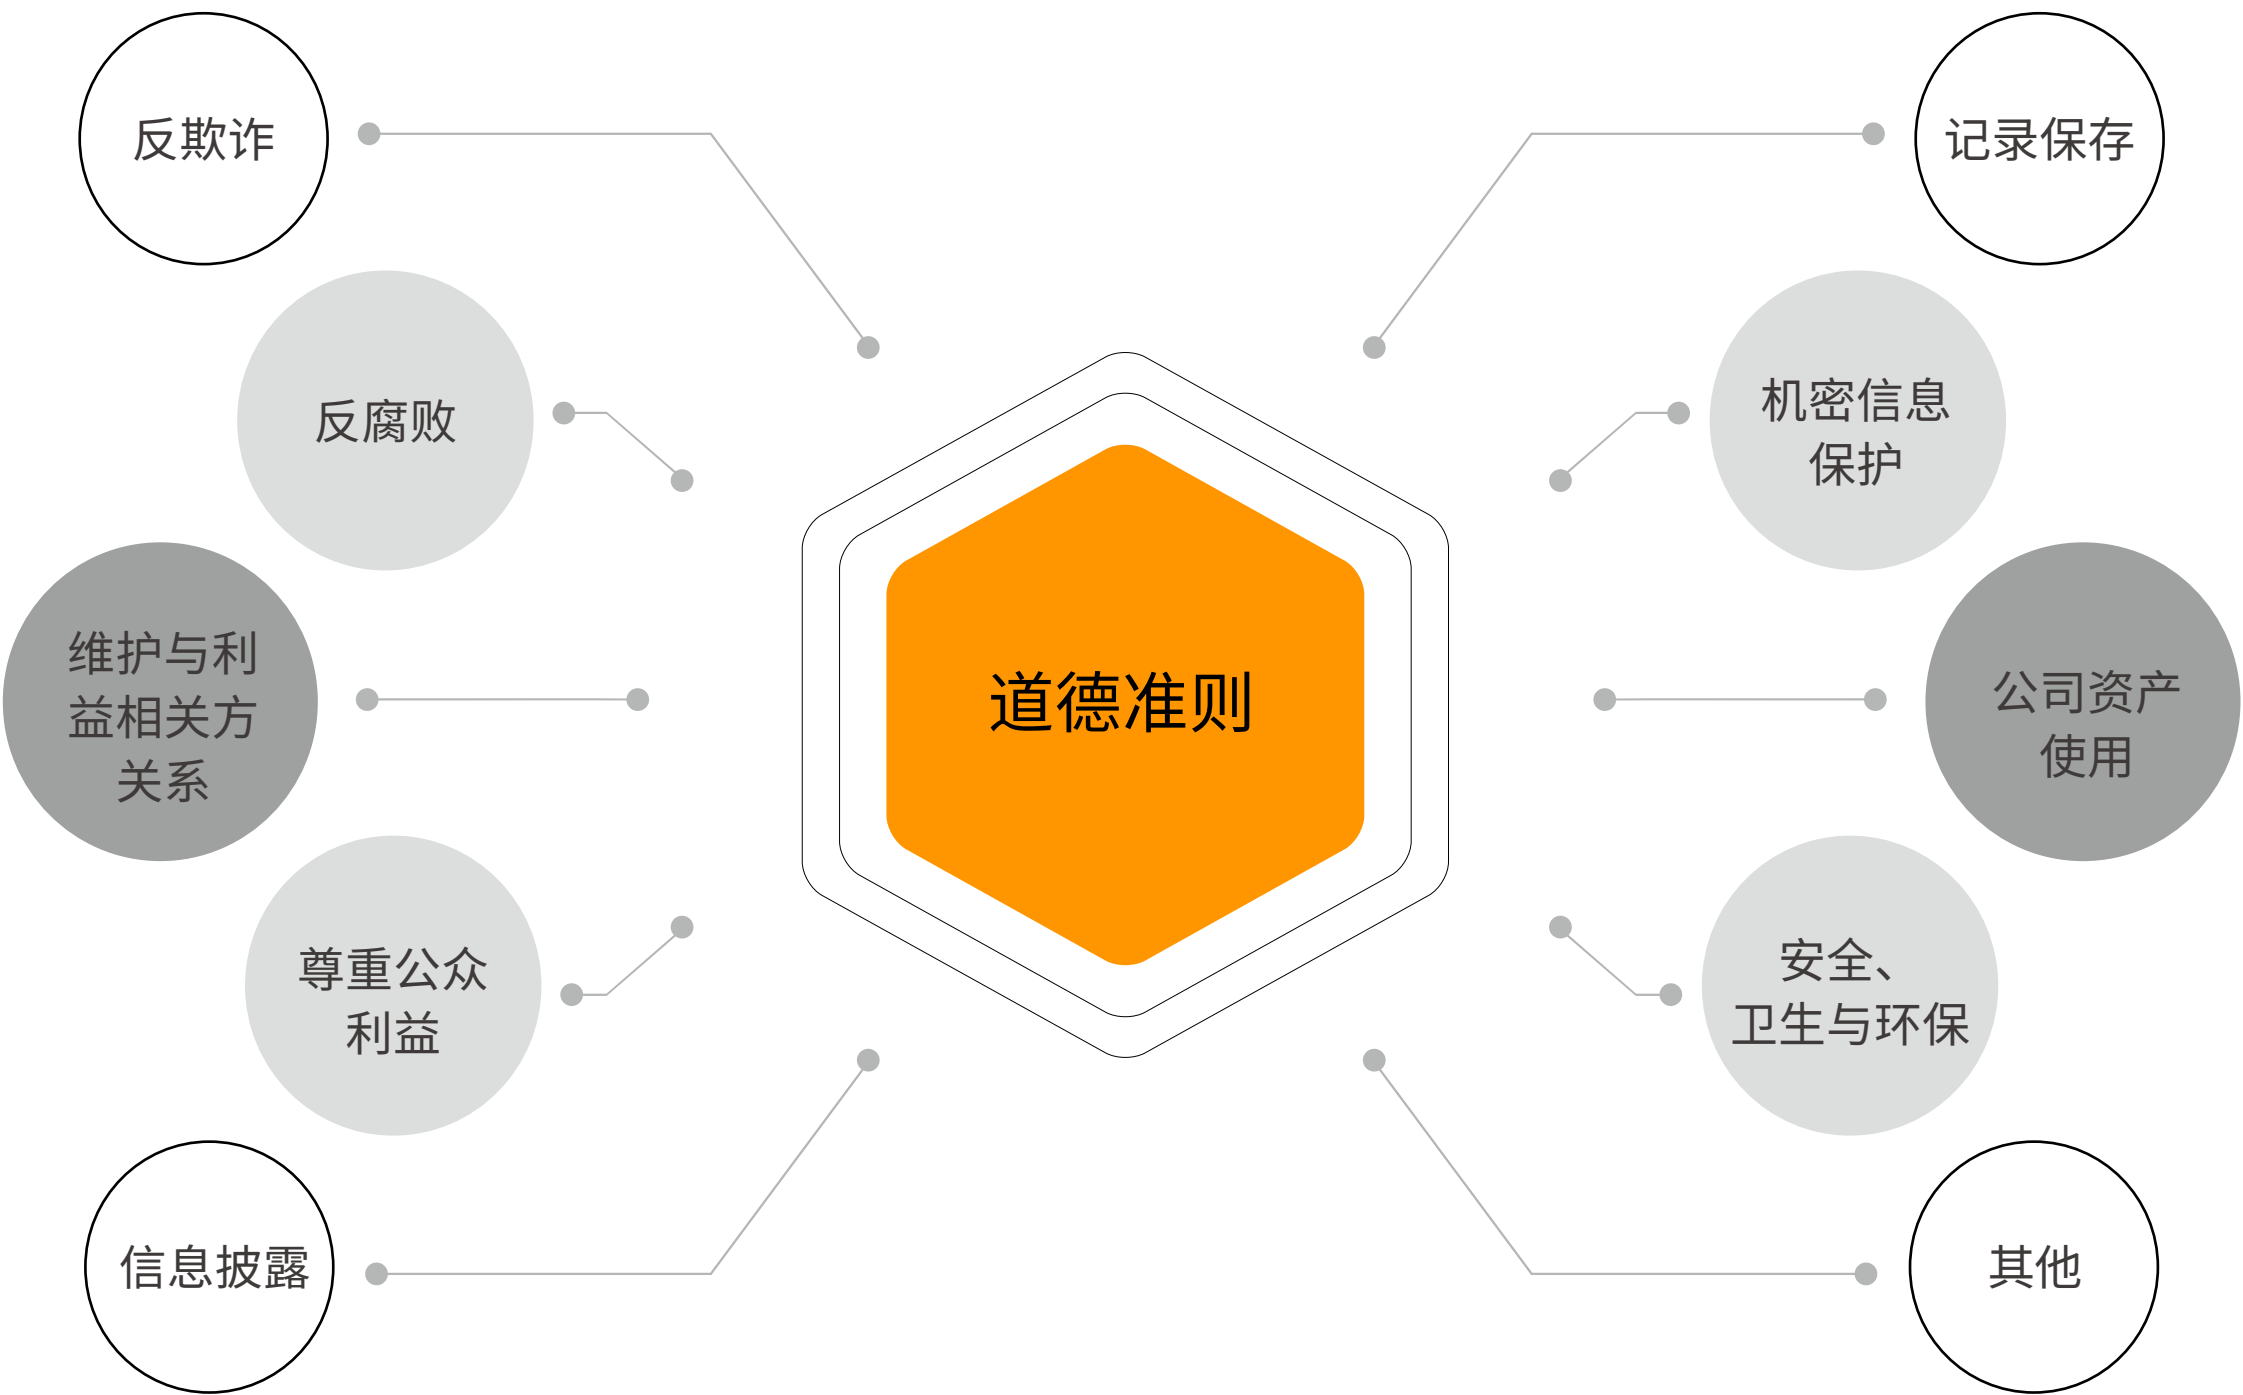 反欺诈
反腐败
维护与利
益相关方
关系
尊重公众
利益
信息披露
道德准则
记录保存
机密信息
保护
公司资产
使用
安全、
卫生与环保
其他